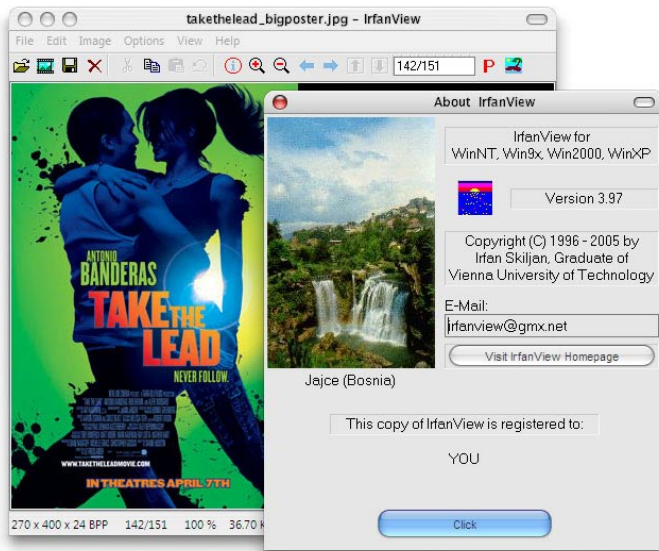 takethelead_bigposter.jpg - IrfanView
File Edit Image Options View Help
142/151
P
ANTONIO
BANDERAS
TAKE THE
LEAD
NEVER FOLLOW.
WWW.TAKETHELEADMOVIE.COM
IN THEATRES APRIL 7TH
270 x 400 x 24 BPP 142/151 100 % 36.70 K
About IrfanView
IrfanView for
WinNT, Win9x, Win2000, WinXP
Version 3.97
Copyright (C) 1996 - 2005 by
Irfan Skiljan, Graduate of
Vienna University of Technology
E-Mail:
irfanview@gmx.net
Visit IrfanView Homepage
Jajce (Bosnia)
This copy of IrfanView is registered to:
YOU
Click